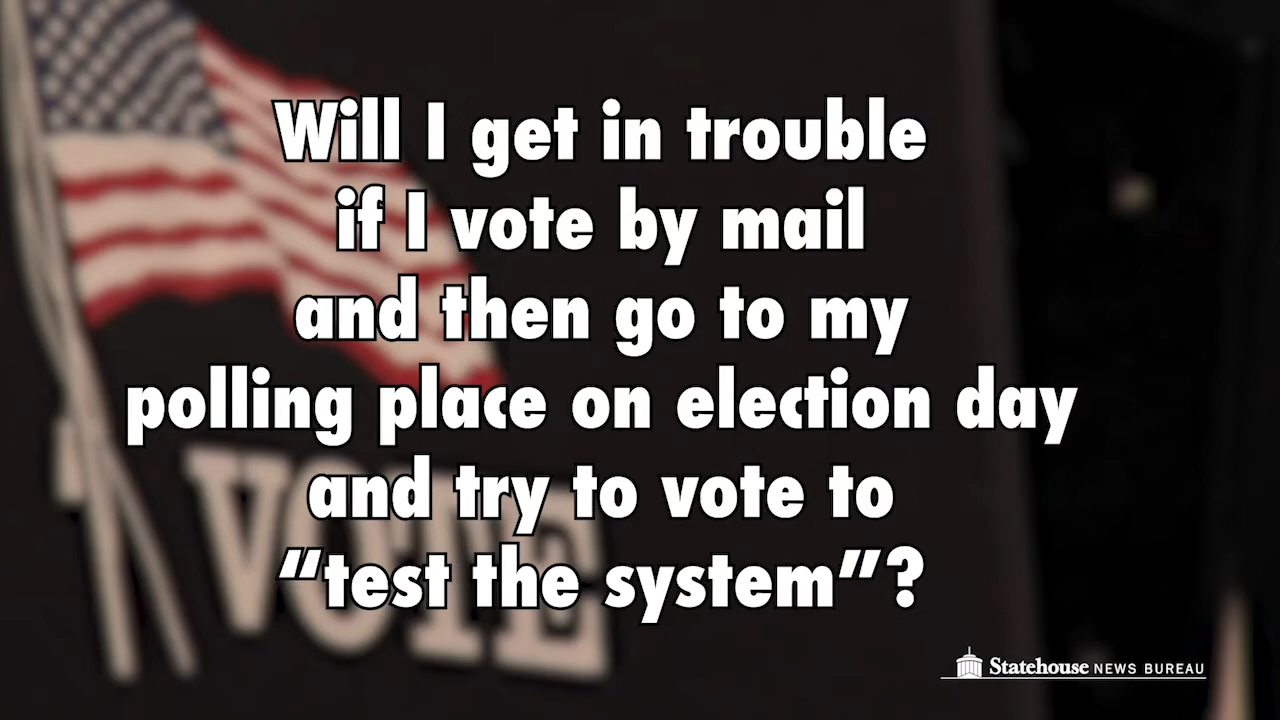 Will I get in trouble
if I vote by mail
and then go to my
polling place on election day
and try to vote to
“test the system”?
VOTE
Statehouse NEWS BUREAU